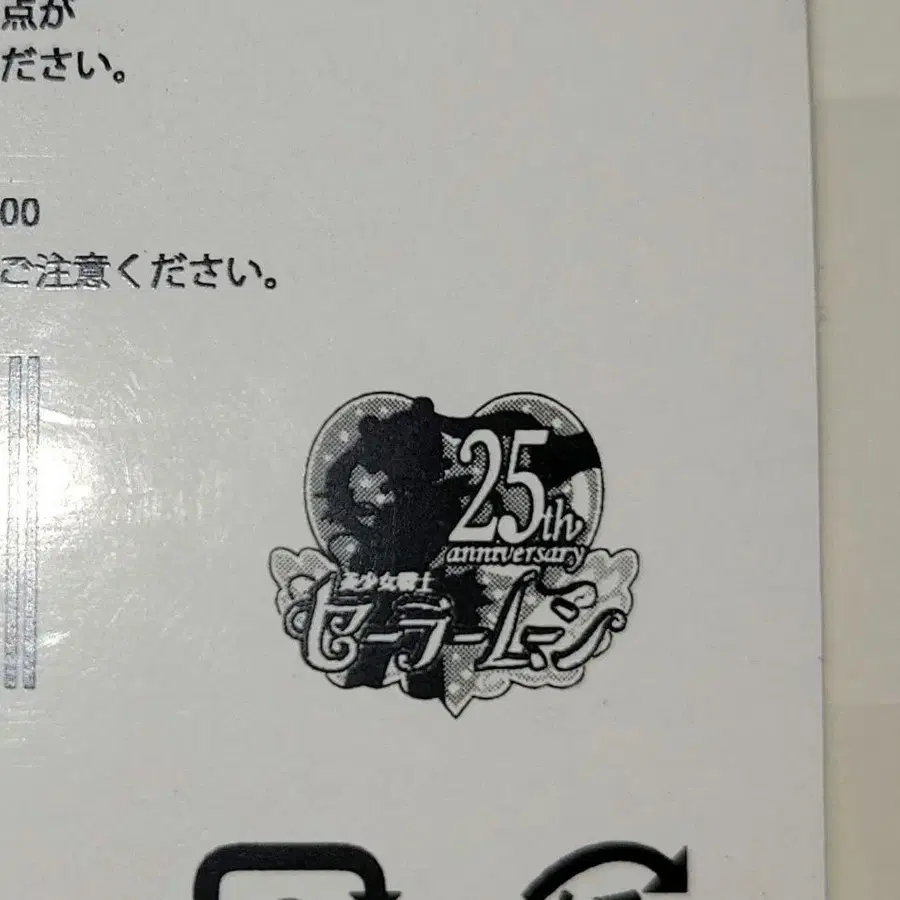 点が
ださい。
00
ご注意ください。
25th
anniversary
美少女戦士
セーラームーン